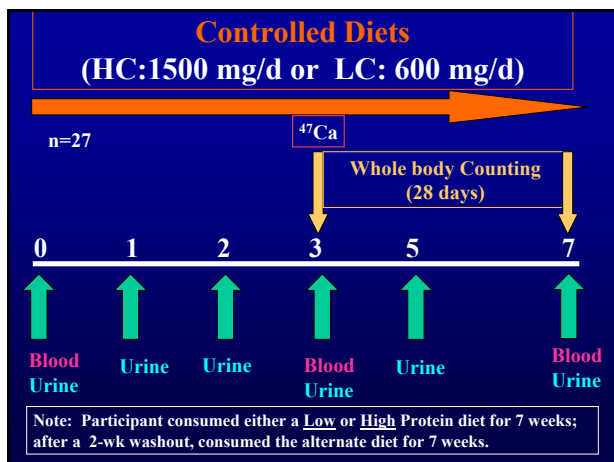 Controlled Diets
(HC:1500 mg/d or LC: 600 mg/d)
n=27
⁴⁷Ca
Whole body Counting
(28 days)
0 1 2 3 5 7
Blood Urine Urine Blood Urine Blood
Urine Urine Urine
Note: Participant consumed either a Low or High Protein diet for 7 weeks;
after a 2-wk washout, consumed the alternate diet for 7 weeks.